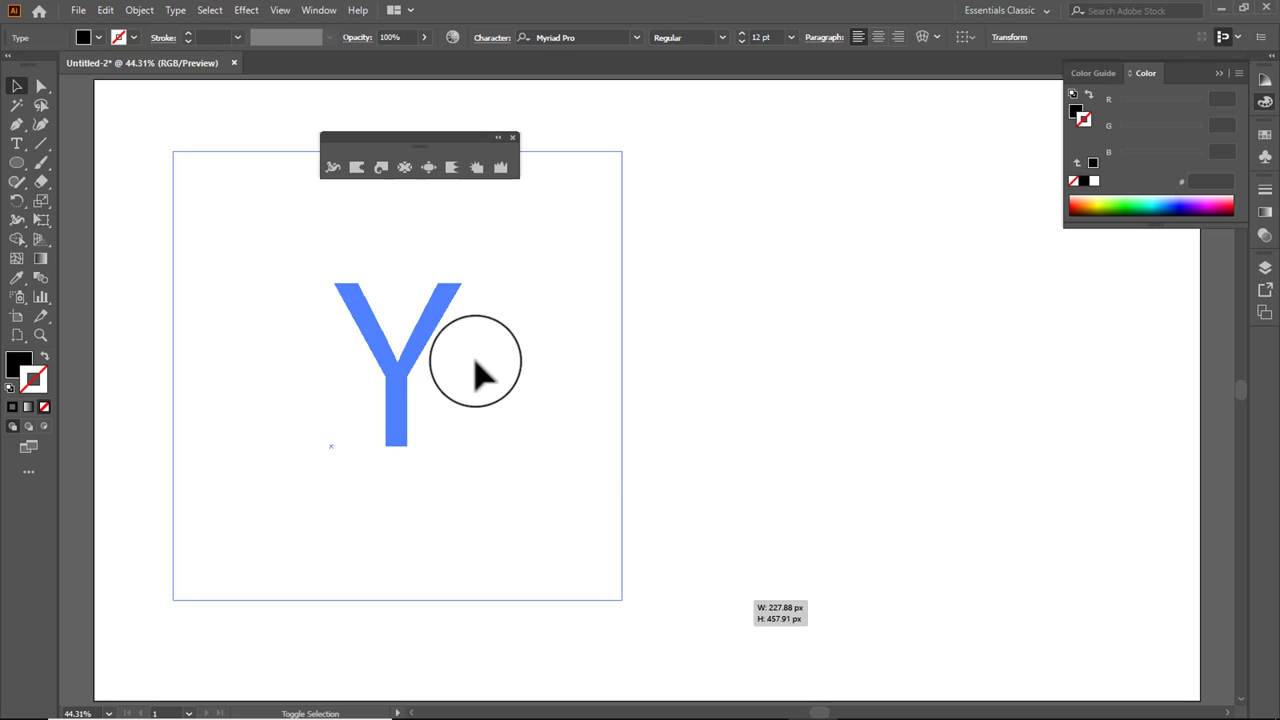 Ai File Edit Object Type Select Effect View Window Help Essentials Classic Search Adobe Stock
Type Stroke: Opacity: 100% Character: Myriad Pro Regular 12 pt Paragraph: Transform
Untitled-2* @ 44.31% (RGB/Preview)
Color Guide Color
R
G
B
#
Y
W: 227.88 px
H: 457.91 px
44.31% 1 Toggle Selection